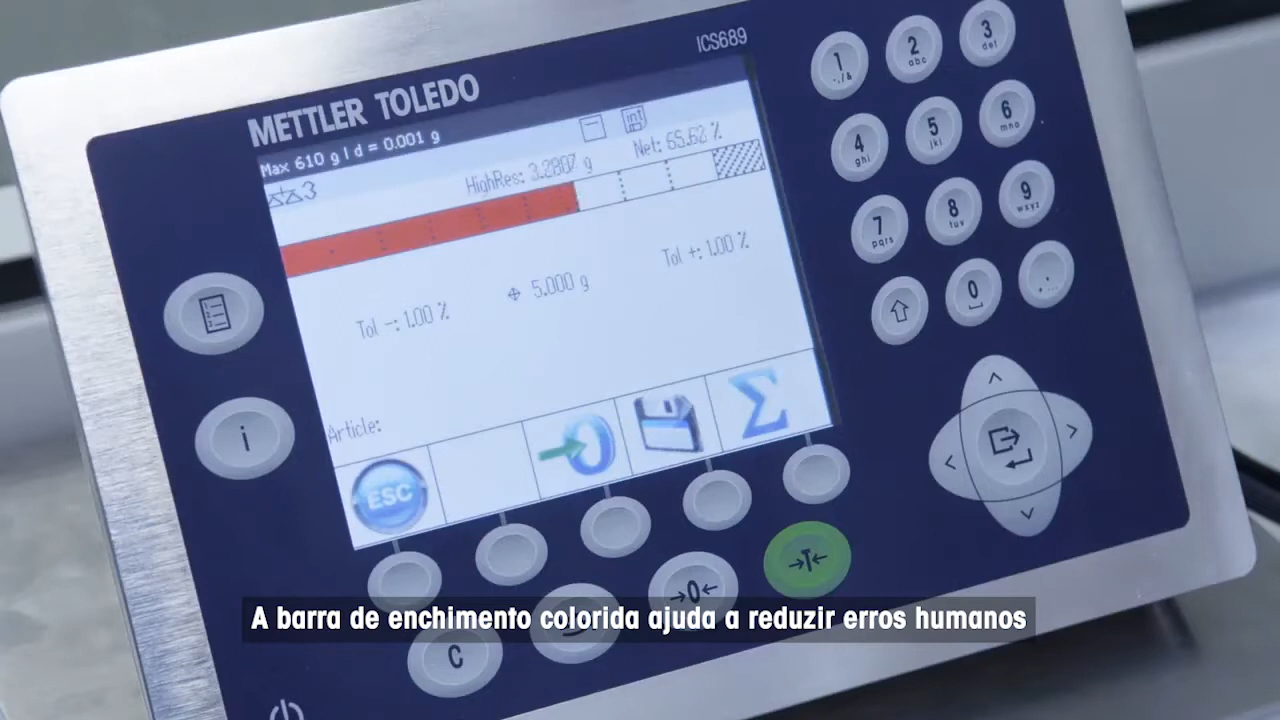 ICS689
METTLER TOLEDO
Max 610 g | d = 0.001 g
int
3
HighRes: 3.2807 g
Net: 65.62 %
Tol -: 1.00 %
5.000 g
Tol +: 1.00 %
Article:
ESC
Σ
1 .,/&
2 abc
3 def
4 ghi
5 jkl
6 mno
7 pqrs
8 tuv
9 wxyz
0
.
i
→0←
→T←
C
A barra de enchimento colorida ajuda a reduzir erros humanos